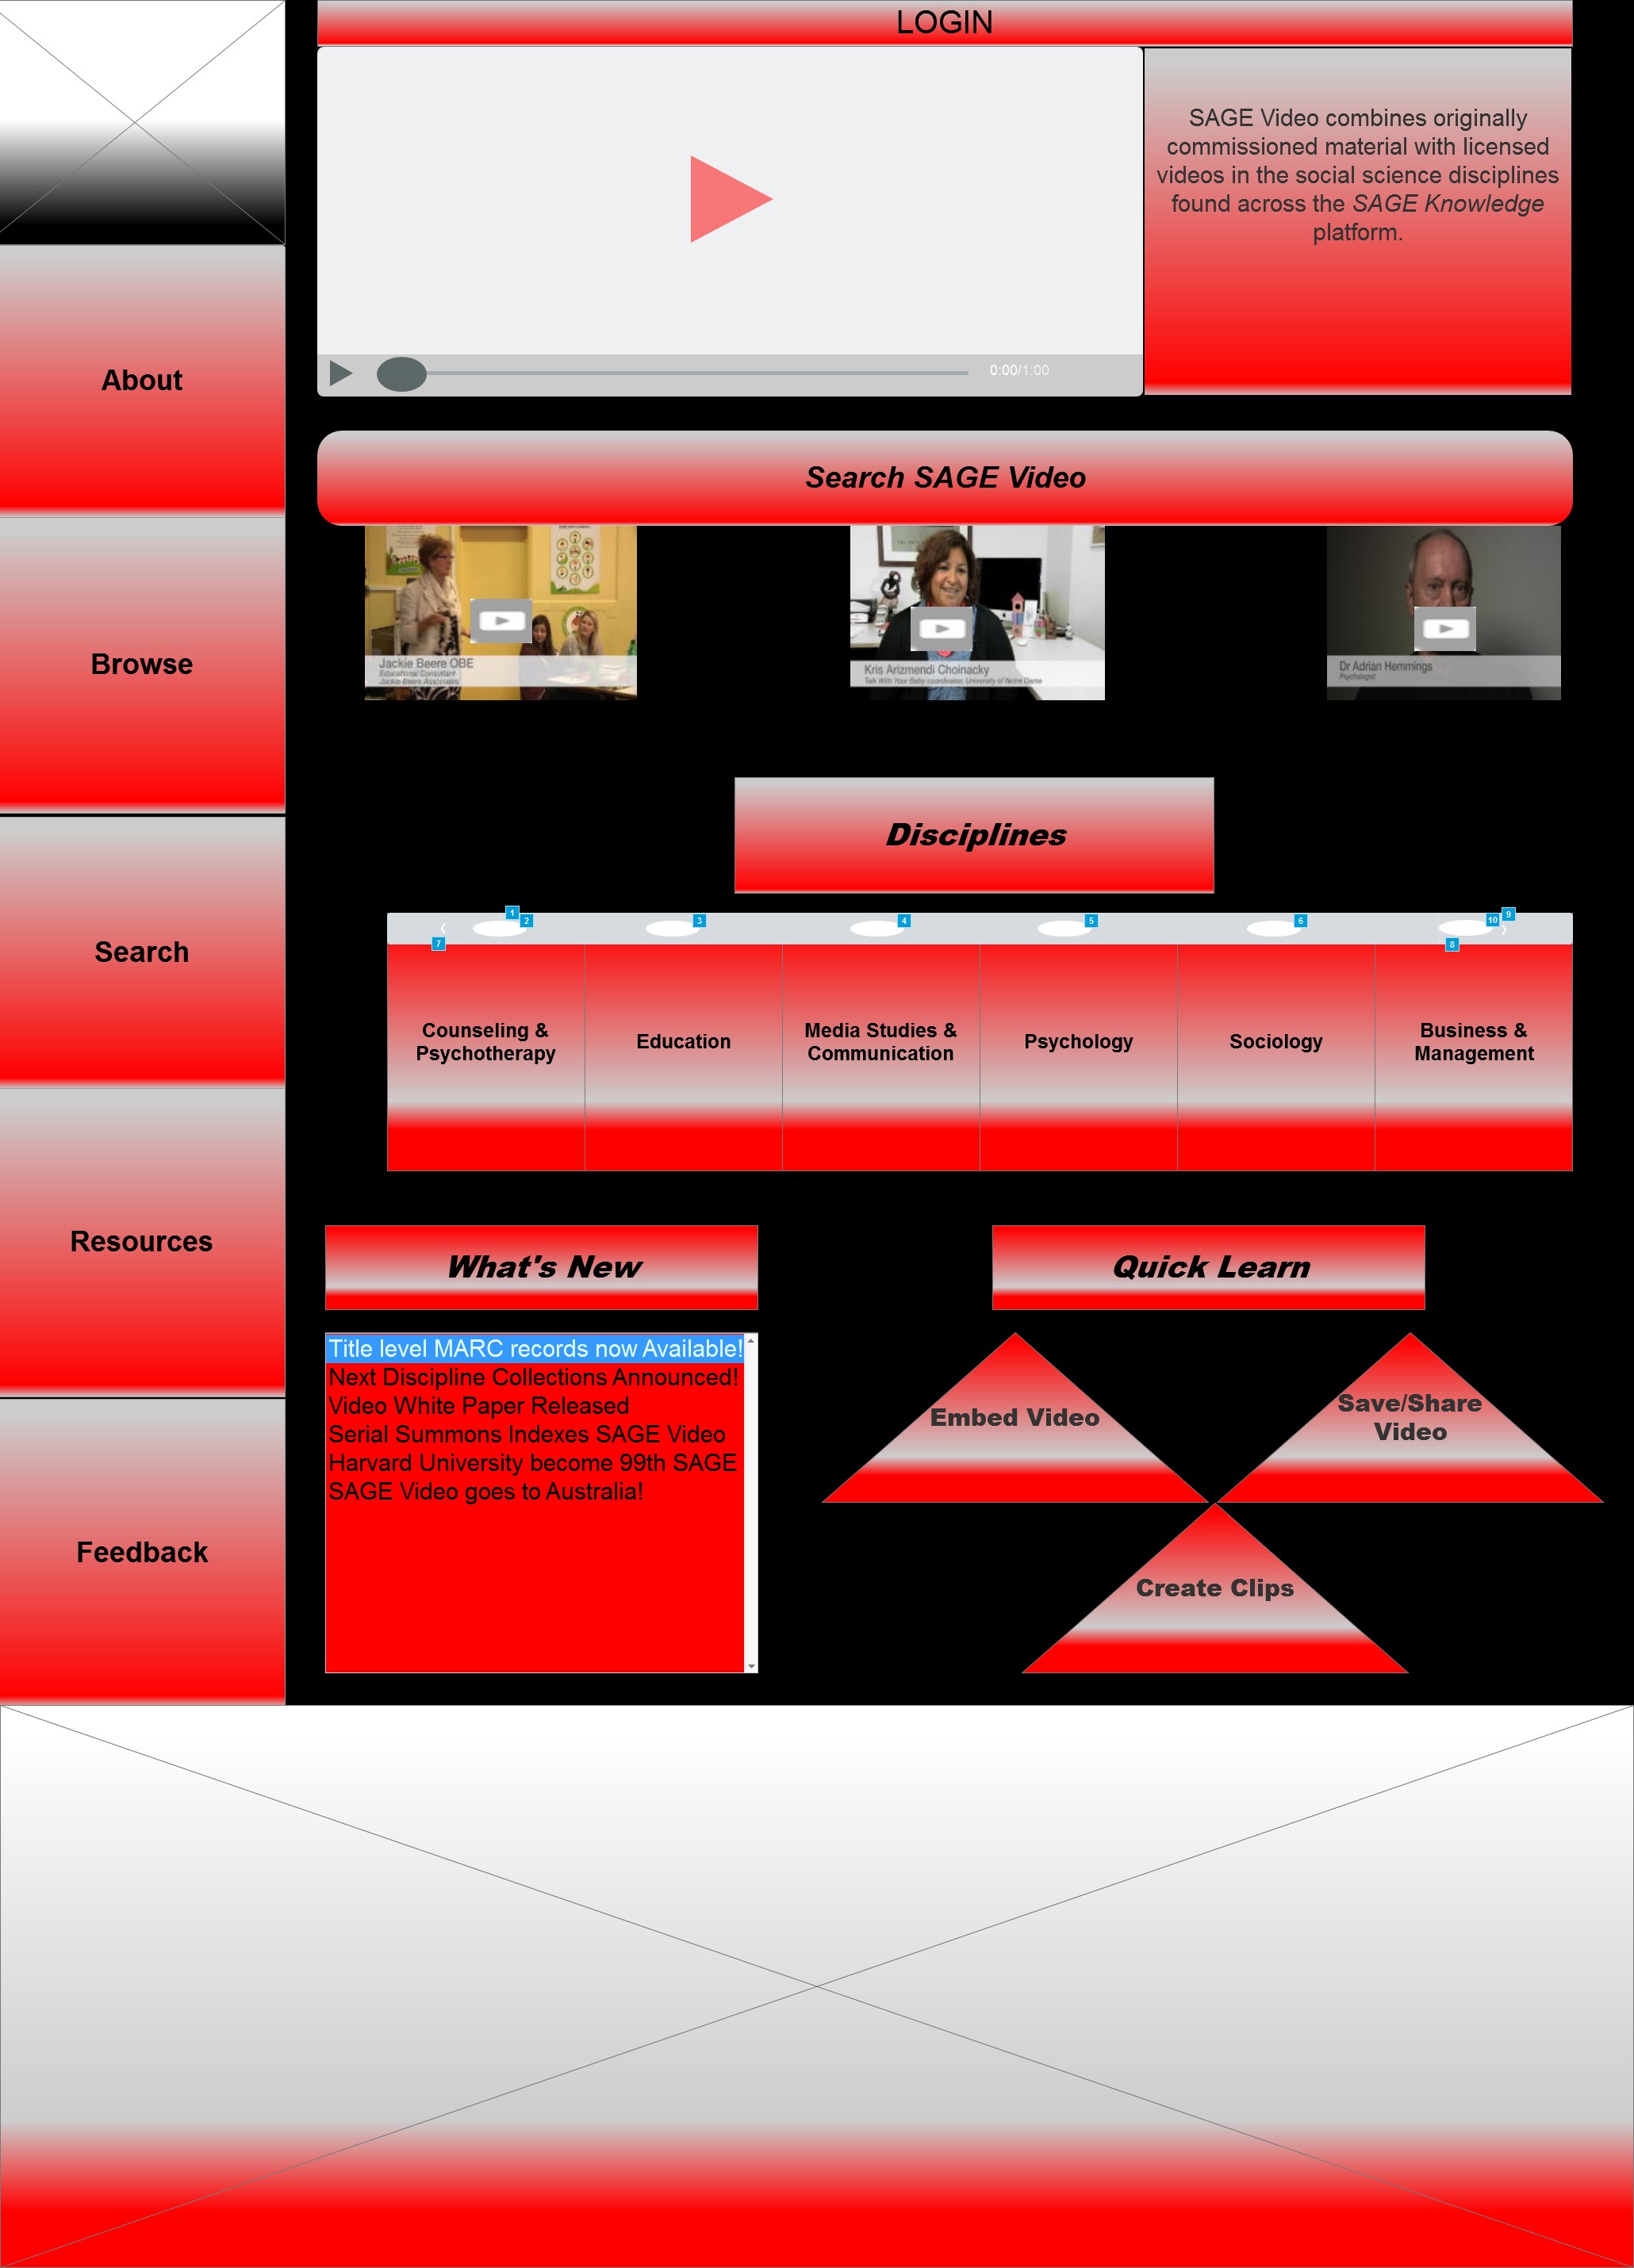 LOGIN
0:00/1:00
SAGE Video combines originally
commissioned material with licensed
videos in the social science disciplines
found across the SAGE Knowledge
platform.
About
Browse
Search
Resources
Feedback
Search SAGE Video
Jackie Beere OBE
Educational Consultant
Jackie Beere Associates
Kris Arizmendi Choinacky
Talk With Your Baby coordinator, University of Notre Dame
Dr Adrian Hemmings
Psychologist
Disciplines
1
2
3
4
5
6
7
8
9
10
Counseling &
Psychotherapy
Education
Media Studies &
Communication
Psychology
Sociology
Business &
Management
What's New
Title level MARC records now Available!
Next Discipline Collections Announced!
Video White Paper Released
Serial Summons Indexes SAGE Video
Harvard University become 99th SAGE
SAGE Video goes to Australia!
Quick Learn
Embed Video
Save/Share
Video
Create Clips